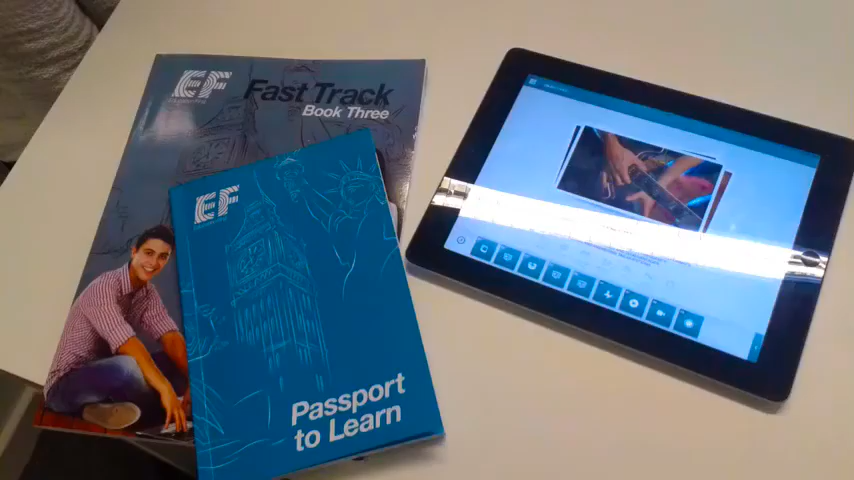 EF
Fast Track
Book Three
EF
Passport
to Learn